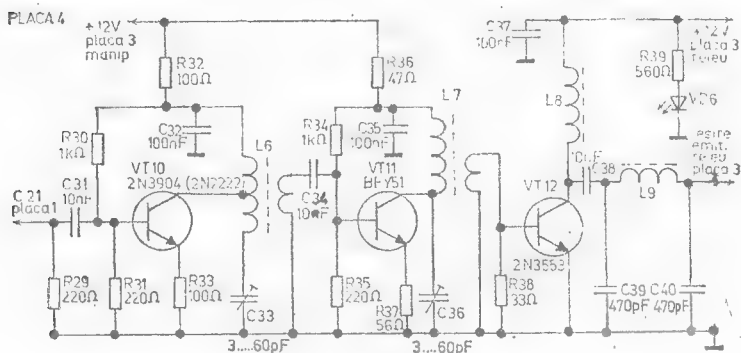 PLACA 4
+12V
placa 3
manip
R32
100Ω
R30
1kΩ
C32
100nF
L6
VT10
2N3904 (2N2222)
C21
placa 1
C31
10nF
R29
220Ω
R31
220Ω
R33
100Ω
C33
3....60pF
R36
47Ω
R34
1kΩ
C35
100nF
L7
C34
VT11
BFY51
R35
220Ω
R37
56Ω
C36
3....60pF
C37
100nF
L8
R39
560Ω
+12V
placa 3
releu
VD6
VT12
2N3553
C38
L9
iesire
emit.
releu
placa 3
R38
33Ω
C39
470pF
C40
470pF